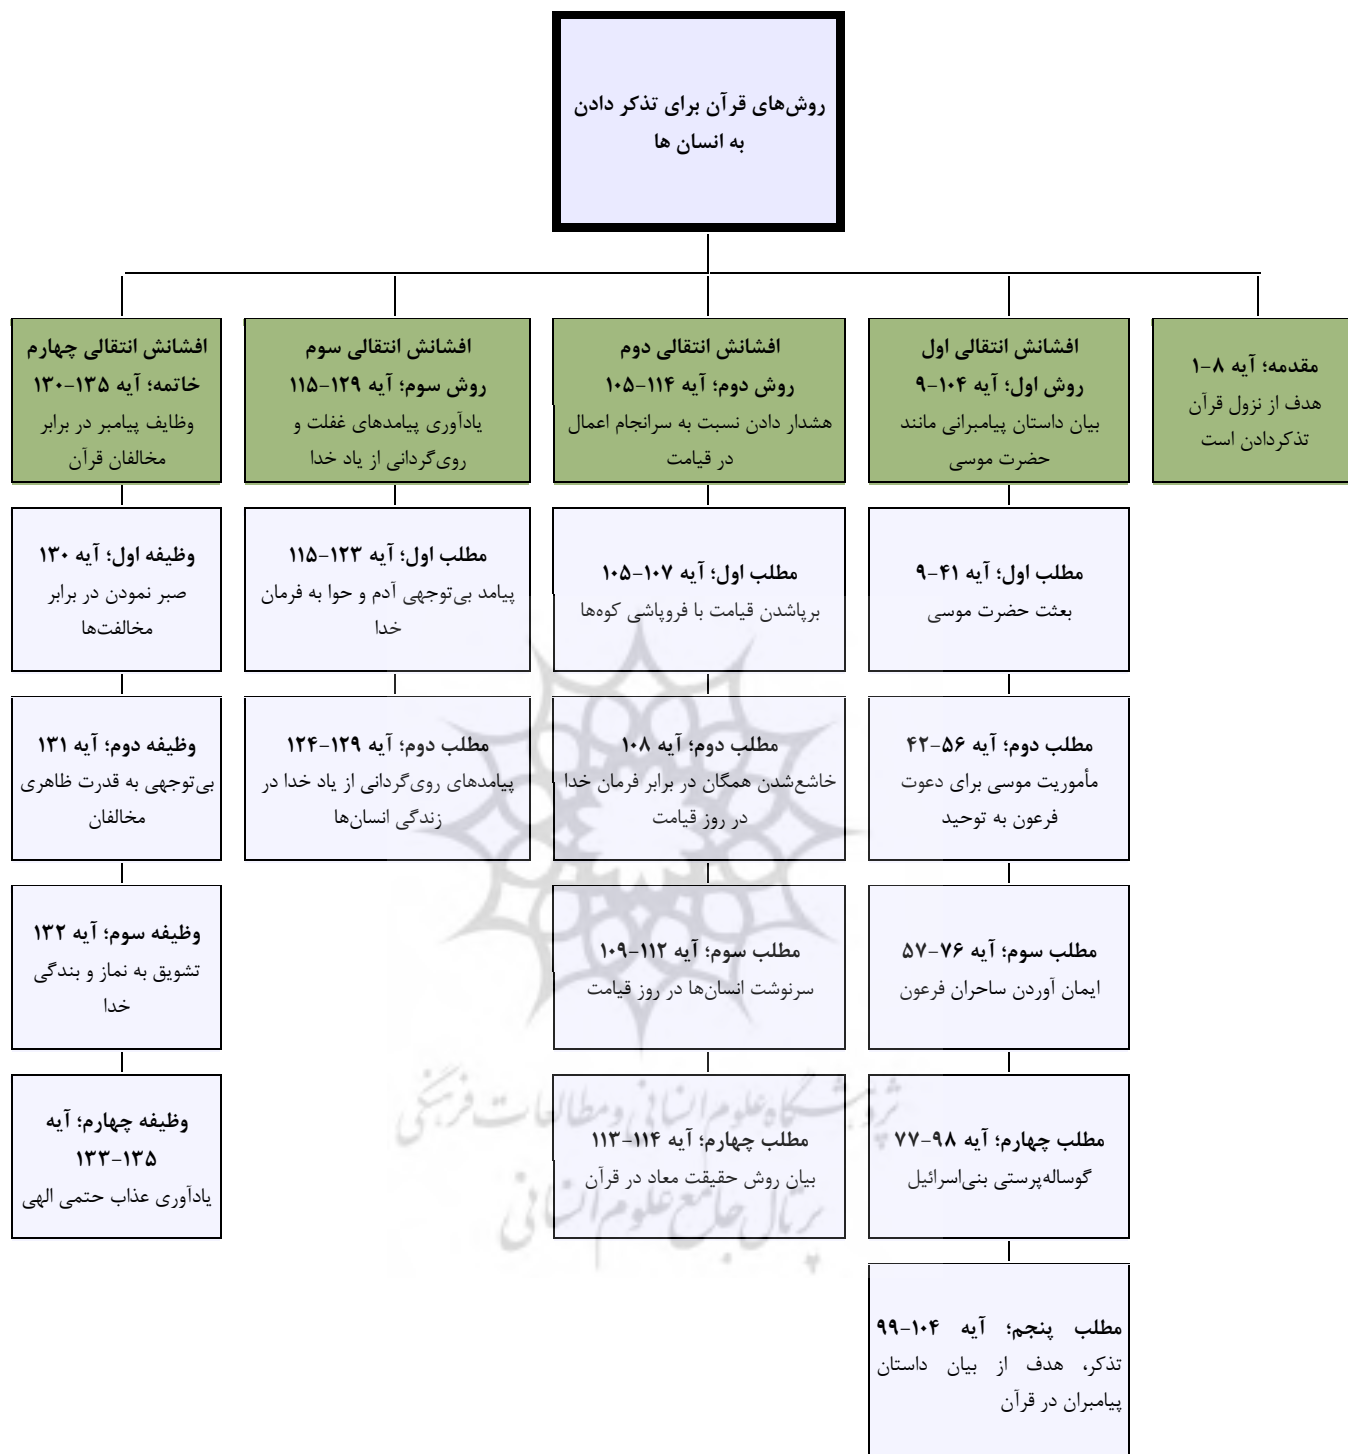 روش‌های قرآن برای تذکر دادن
به انسان ها
مقدمه؛ آیه ۸-۱
هدف از نزول قرآن
تذکردادن است
افشانش انتقالی اول
روش اول؛ آیه ۱۰۴-۹
بیان داستان پیامبرانی مانند
حضرت موسی
مطلب اول؛ آیه ۴۱-۹
بعثت حضرت موسی
مطلب دوم؛ آیه ۵۶-۴۲
مأموریت موسی برای دعوت
فرعون به توحید
مطلب سوم؛ آیه ۷۶-۵۷
ایمان آوردن ساحران فرعون
مطلب چهارم؛ آیه ۹۸-۷۷
گوساله‌پرستی بنی‌اسرائیل
مطلب پنجم؛ آیه ۱۰۴-۹۹
تذکر، هدف از بیان داستان
پیامبران در قرآن
افشانش انتقالی دوم
روش دوم؛ آیه ۱۱۴-۱۰۵
هشدار دادن نسبت به سرانجام اعمال
در قیامت
مطلب اول؛ آیه ۱۰۷-۱۰۵
برپاشدن قیامت با فروپاشی کوه‌ها
مطلب دوم؛ آیه ۱۰۸
خاشع‌شدن همگان در برابر فرمان خدا
در روز قیامت
مطلب سوم؛ آیه ۱۱۲-۱۰۹
سرنوشت انسان‌ها در روز قیامت
مطلب چهارم؛ آیه ۱۱۴-۱۱۳
بیان روش حقیقت معاد در قرآن
افشانش انتقالی سوم
روش سوم؛ آیه ۱۲۹-۱۱۵
یادآوری پیامدهای غفلت و
روی‌گردانی از یاد خدا
مطلب اول؛ آیه ۱۲۳-۱۱۵
پیامد بی‌توجهی آدم و حوا به فرمان
خدا
مطلب دوم؛ آیه ۱۲۹-۱۲۴
پیامدهای روی‌گردانی از یاد خدا در
زندگی انسان‌ها
افشانش انتقالی چهارم
خاتمه؛ آیه ۱۳۵-۱۳۰
وظایف پیامبر در برابر
مخالفان قرآن
وظیفه اول؛ آیه ۱۳۰
صبر نمودن در برابر
مخالفت‌ها
وظیفه دوم؛ آیه ۱۳۱
بی‌توجهی به قدرت ظاهری
مخالفان
وظیفه سوم؛ آیه ۱۳۲
تشویق به نماز و بندگی
خدا
وظیفه چهارم؛ آیه
۱۳۵-۱۳۳
یادآوری عذاب حتمی الهی
پژوهشگاه علوم انسانی و مطالعات فرهنگی
پرتال جامع علوم انسانی